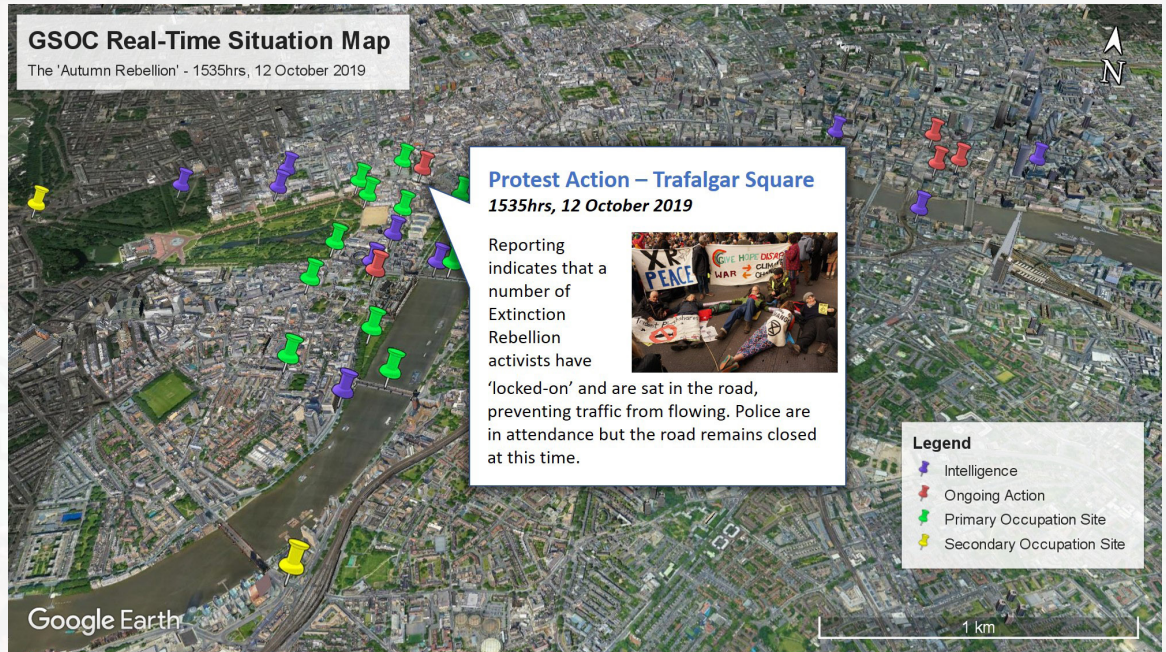 GSOC Real-Time Situation Map
The 'Autumn Rebellion' - 1535hrs, 12 October 2019
N
Protest Action – Trafalgar Square
1535hrs, 12 October 2019
Reporting
indicates that a
number of
Extinction
Rebellion
activists have
‘locked-on’ and are sat in the road,
preventing traffic from flowing. Police are
in attendance but the road remains closed
at this time.
XR
PEACE
GIVE HOPE
WAR
Legend
Intelligence
Ongoing Action
Primary Occupation Site
Secondary Occupation Site
Google Earth
1 km